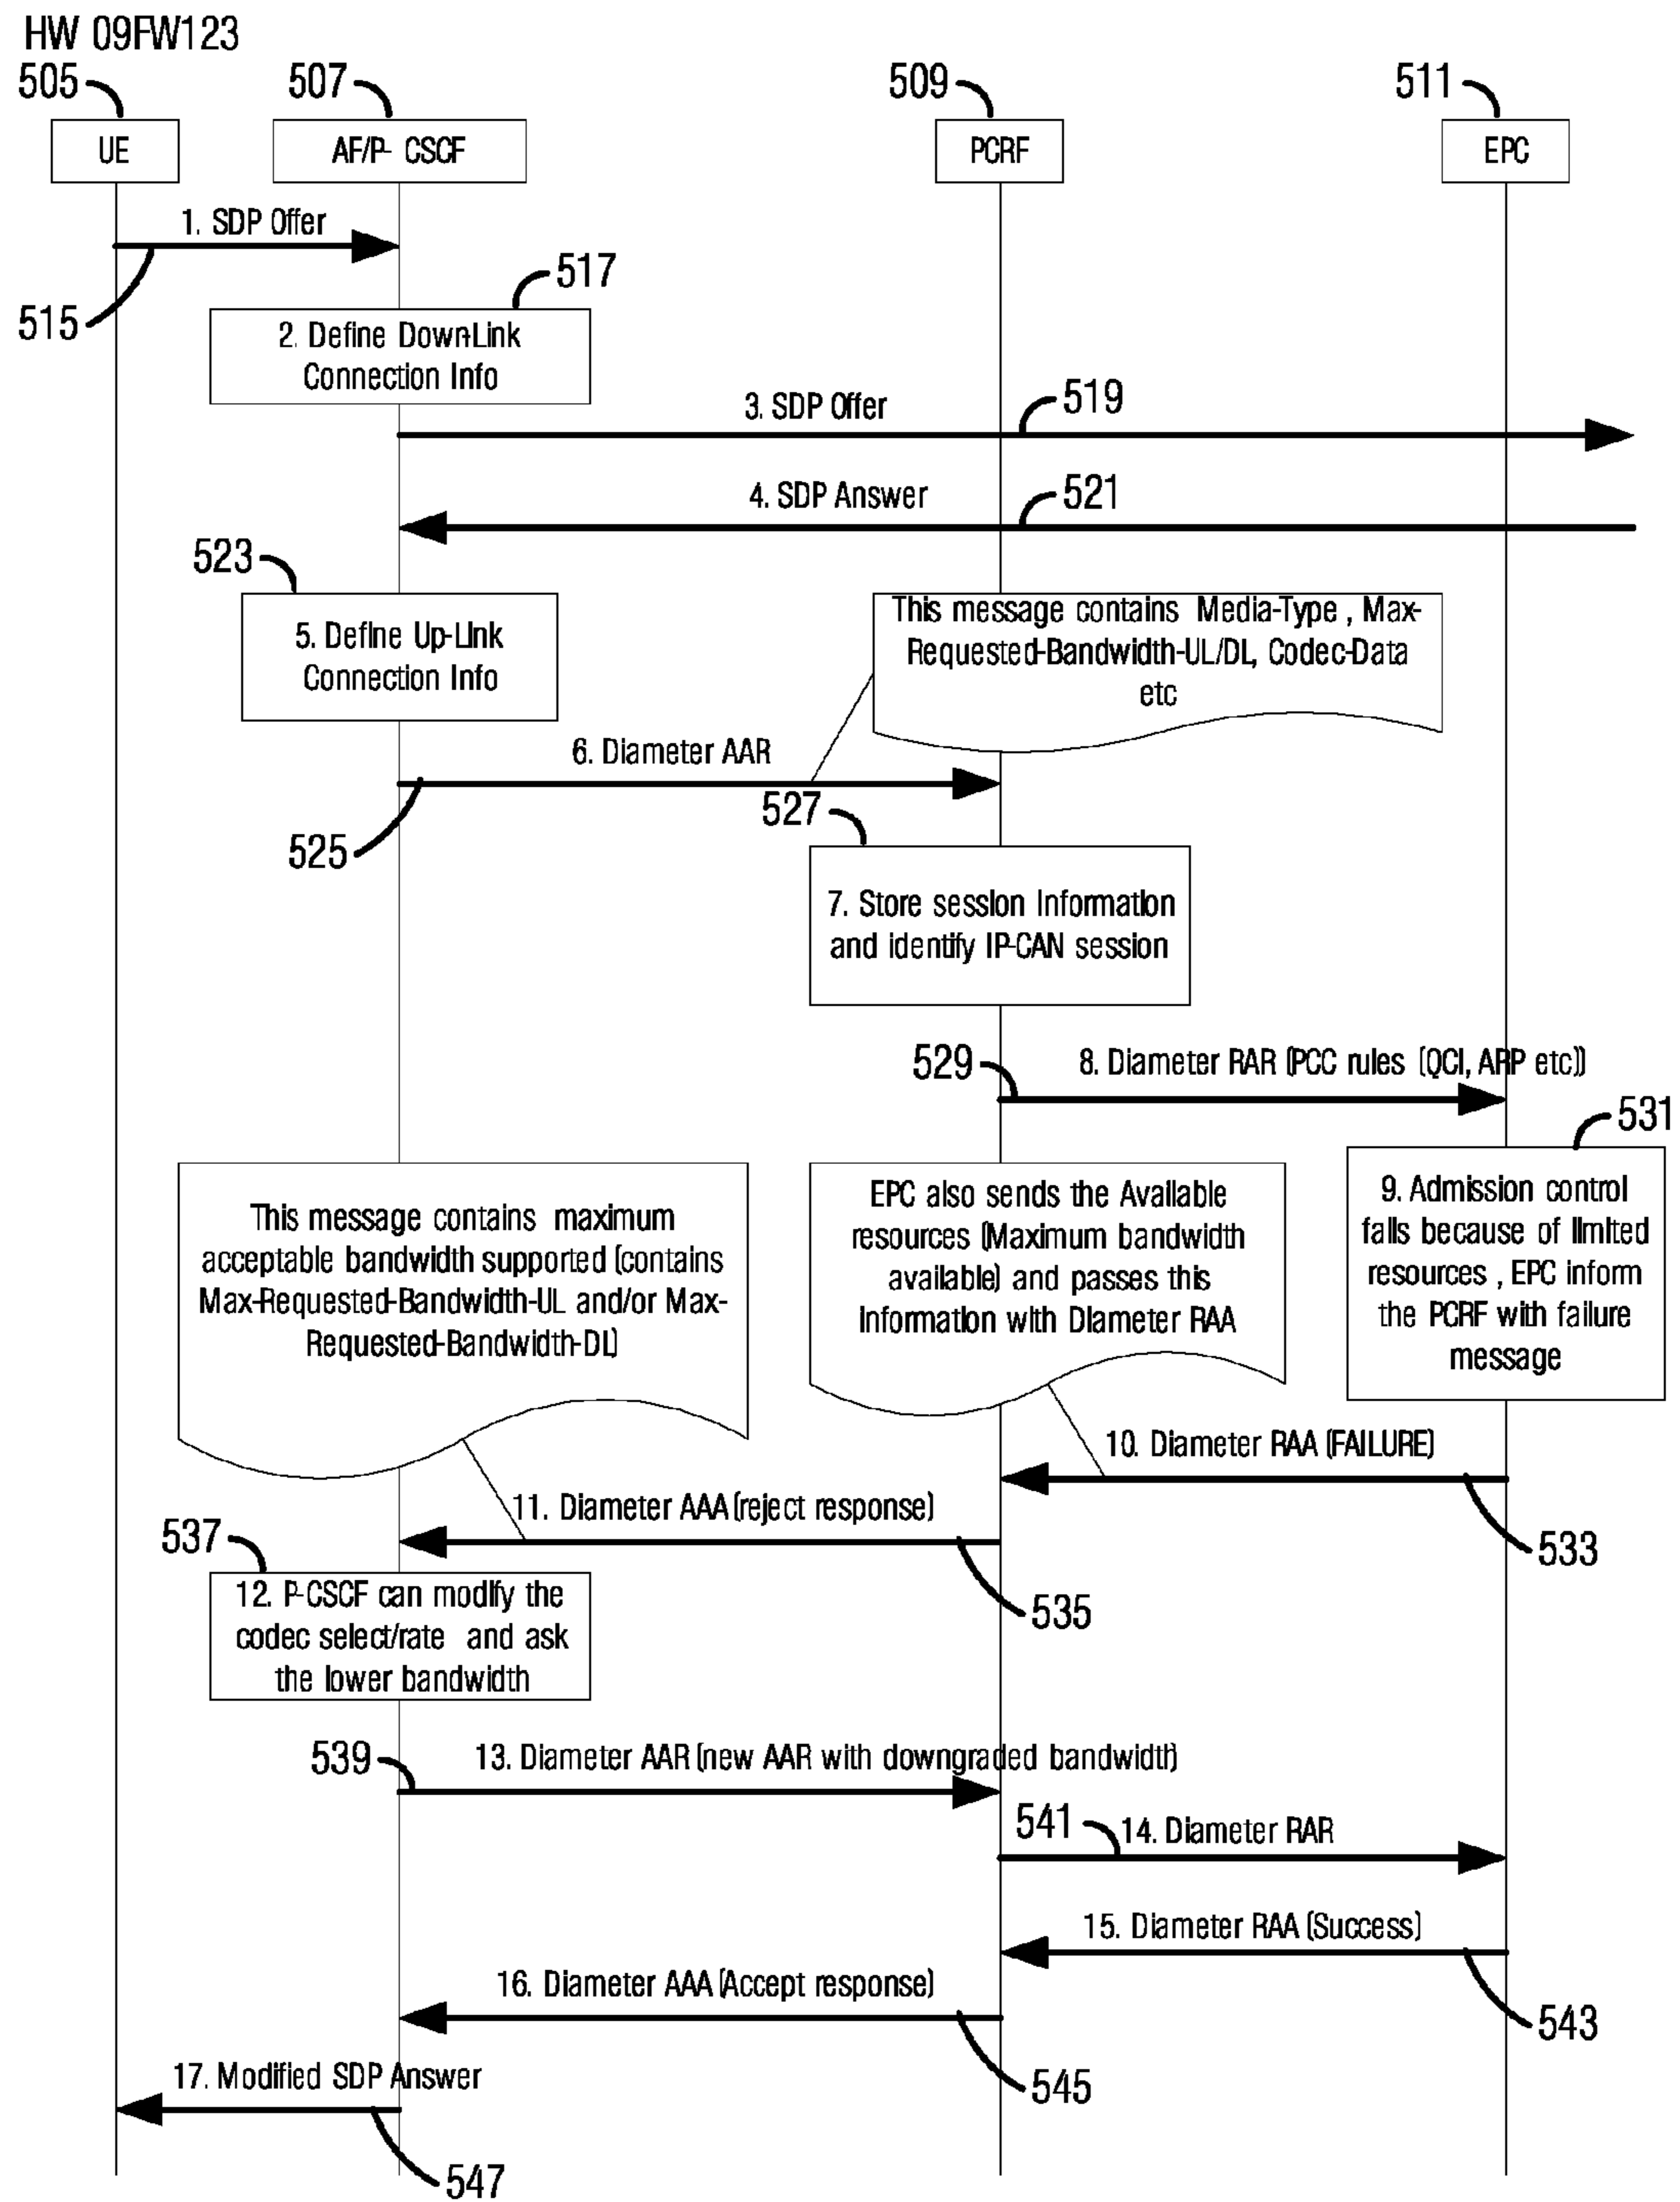 HW 09FW123
505
507
509
511
UE
AF/P- CSCF
PCRF
EPC
1. SDP Offer
515
517
2. Define Down-Link
Connection Info
3. SDP Offer
519
4. SDP Answer
521
523
5. Define Up-Link
Connection Info
This message contains Media-Type , Max-
Requested-Bandwidth-UL/DL, Codec-Data
etc
6. Diameter AAR
525
527
7. Store session Information
and identify IP-CAN session
529
8. Diameter RAR (PCC rules (QCI, ARP etc))
531
This message contains maximum
acceptable bandwidth supported (contains
Max-Requested-Bandwidth-UL and/or Max-
Requested-Bandwidth-DL)
EPC also sends the Available
resources (Maximum bandwidth
available) and passes this
Information with Diameter RAA
9. Admission control
fails because of limited
resources , EPC inform
the PCRF with failure
message
10. Diameter RAA (FAILURE)
533
11. Diameter AAA (reject response)
535
537
12. P-CSCF can modify the
codec select/rate and ask
the lower bandwidth
539
13. Diameter AAR (new AAR with downgraded bandwidth)
541
14. Diameter RAR
15. Diameter RAA (Success)
543
16. Diameter AAA (Accept response)
545
17. Modified SDP Answer
547